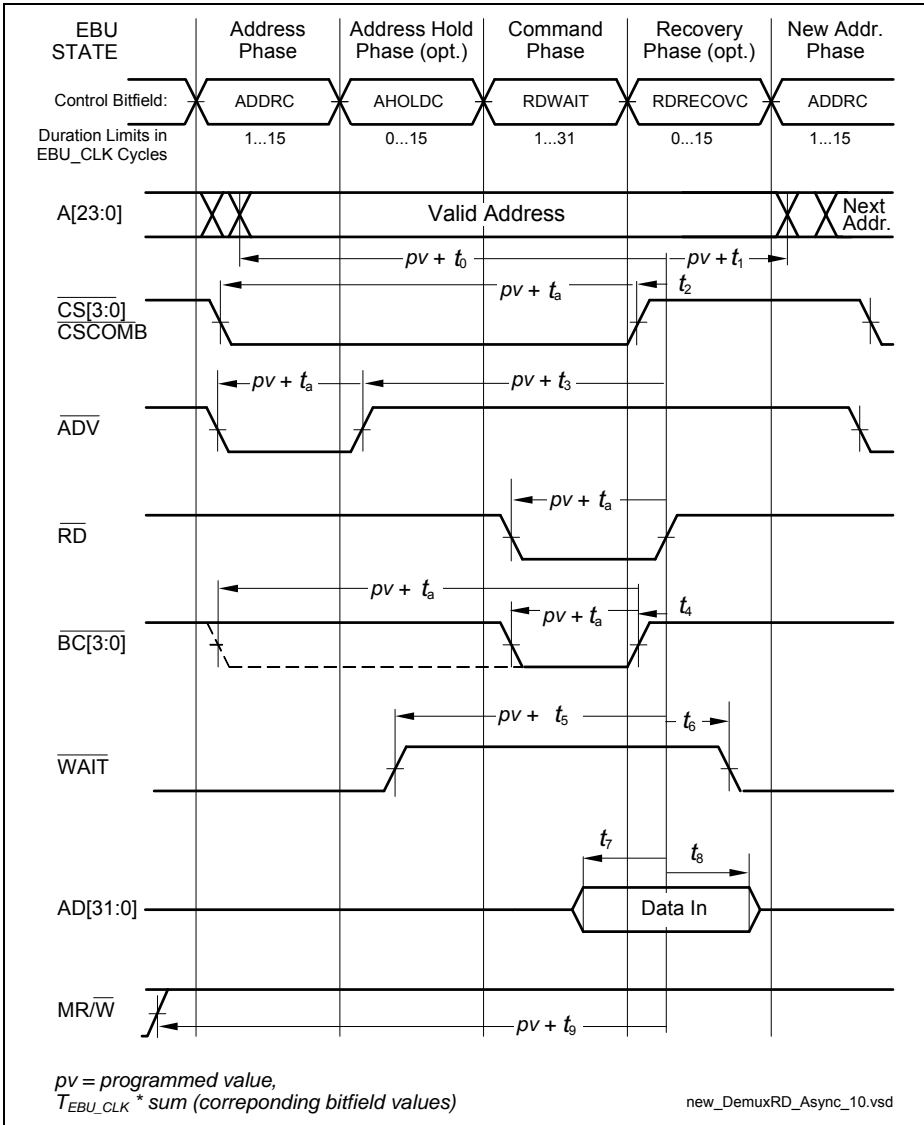 EBU STATE
Address Phase
Address Hold Phase (opt.)
Command Phase
Recovery Phase (opt.)
New Addr. Phase
Control Bitfield: ADDRC AHOLDC RDWAIT RDRECOVC ADDRC
Duration Limits in EBU_CLK Cycles 1...15 0...15 1...31 0...15 1...15
A[23:0] Valid Address Next Addr.
pv + t0 pv + t1
pv + ta t2
CS[3:0]
CSCOMB
pv + ta pv + t3
ADV
pv + ta
RD
pv + ta
pv + ta t4
BC[3:0]
pv + t5 t6
WAIT
t7 t8
AD[31:0] Data In
MR/W
pv + t9
pv = programmed value,
TEBU_CLK * sum (correponding bitfield values)
new_DemuxRD_Async_10.vsd